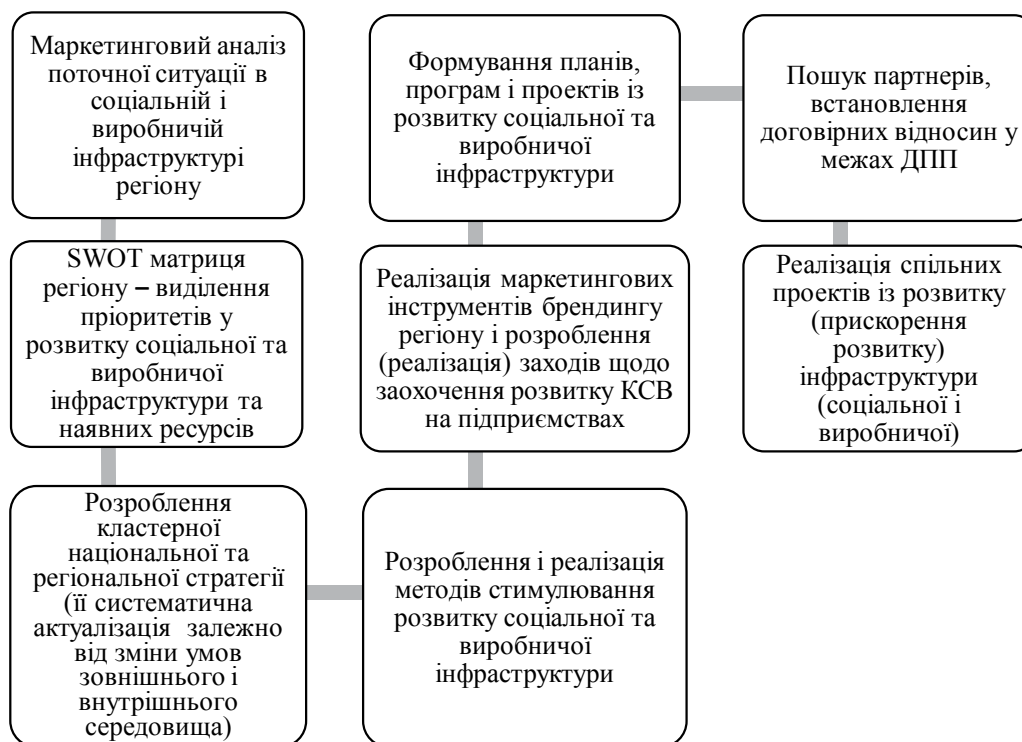 Маркетинговий аналіз
поточної ситуації в
соціальній і
виробничій
інфраструктурі
регіону
SWOT матриця
регіону – виділення
пріоритетів у
розвитку соціальної та
виробничої
інфраструктури та
наявних ресурсів
Розроблення
кластерної
національної та
регіональної стратегії
(її систематична
актуалізація залежно
від зміни умов
зовнішнього і
внутрішнього
середовища)
Розроблення і реалізація
методів стимулювання
розвитку соціальної та
виробничої
інфраструктури
Реалізація маркетингових
інструментів брендингу
регіону і розроблення
(реалізація) заходів щодо
заохочення розвитку КСВ
на підприємствах
Формування планів,
програм і проектів із
розвитку соціальної та
виробничої
інфраструктури
Пошук партнерів,
встановлення
договірних відносин у
межах ДПП
Реалізація спільних
проектів із розвитку
(прискорення
розвитку)
інфраструктури
(соціальної і
виробничої)